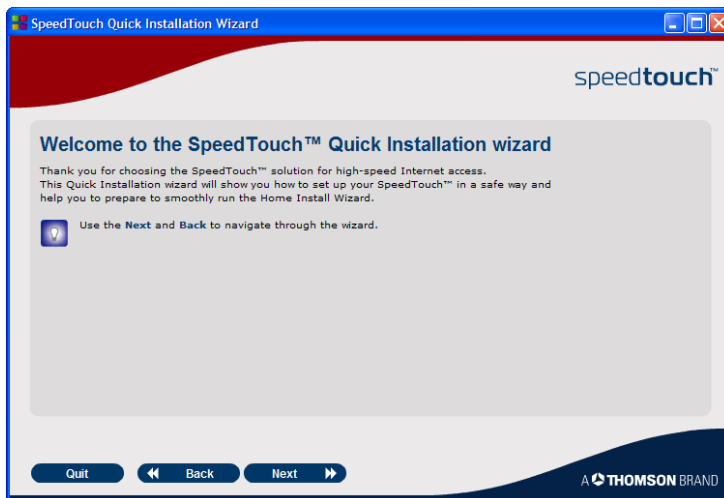 SpeedTouch Quick Installation Wizard
speedtouch™
Welcome to the SpeedTouch™ Quick Installation wizard
Thank you for choosing the SpeedTouch™ solution for high-speed Internet access.
This Quick Installation wizard will show you how to set up your SpeedTouch™ in a safe way and
help you to prepare to smoothly run the Home Install Wizard.
Use the Next and Back to navigate through the wizard.
Quit
Back
Next
A THOMSON BRAND